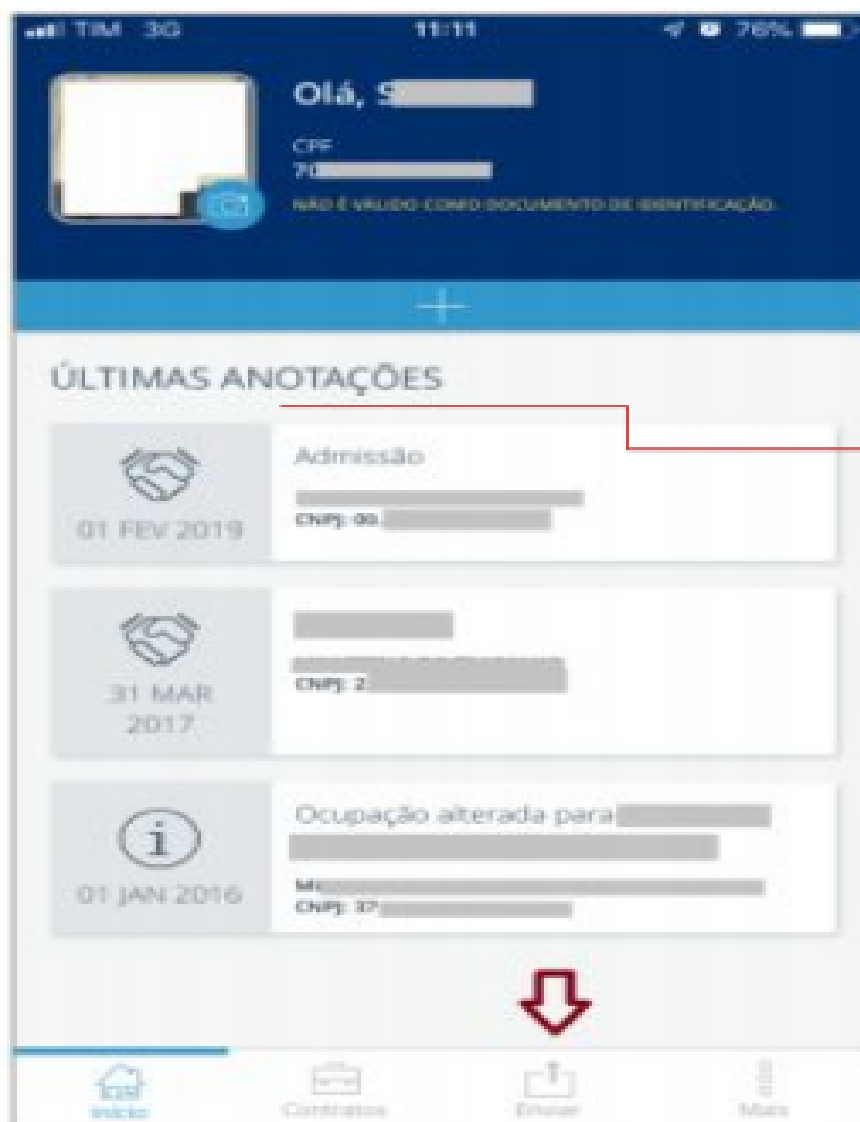 TIM 3G 11:11 76%
Olá, S
CPF
70
NÃO É VÁLIDO COMO DOCUMENTO DE IDENTIFICAÇÃO.
ÚLTIMAS ANOTAÇÕES
Admissão
CNPJ: 00.
01 FEV 2019
CNPJ: 2
31 MAR
2017
Ocupação alterada para
01 JAN 2016
CNPJ: 37
Início Contratos Enviar Mais